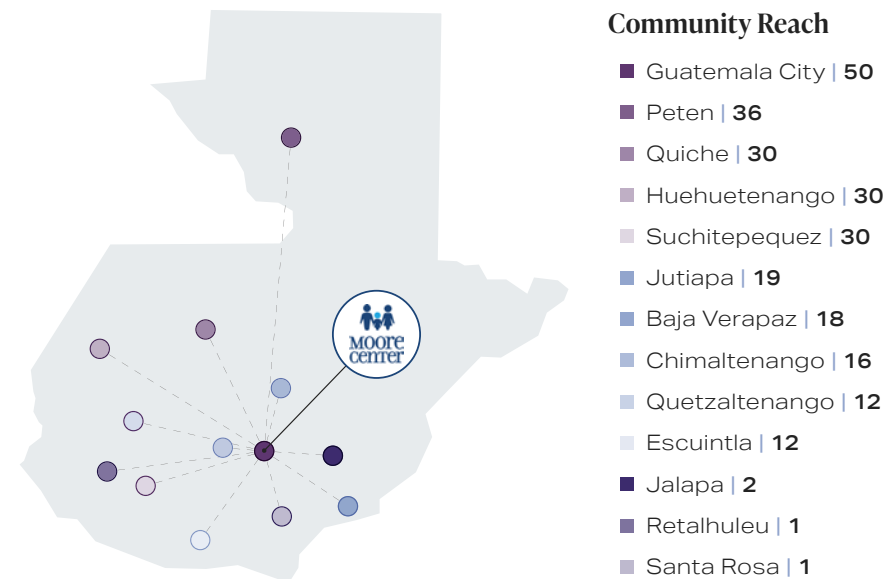 Community Reach
Guatemala City | 50
Peten | 36
Quiche | 30
Huehuetenango | 30
Suchitepequez | 30
Jutiapa | 19
Baja Verapaz | 18
Chimaltenango | 16
Quetzaltenango | 12
Escuintla | 12
Jalapa | 2
Retalhuleu | 1
Santa Rosa | 1
MOORE
center